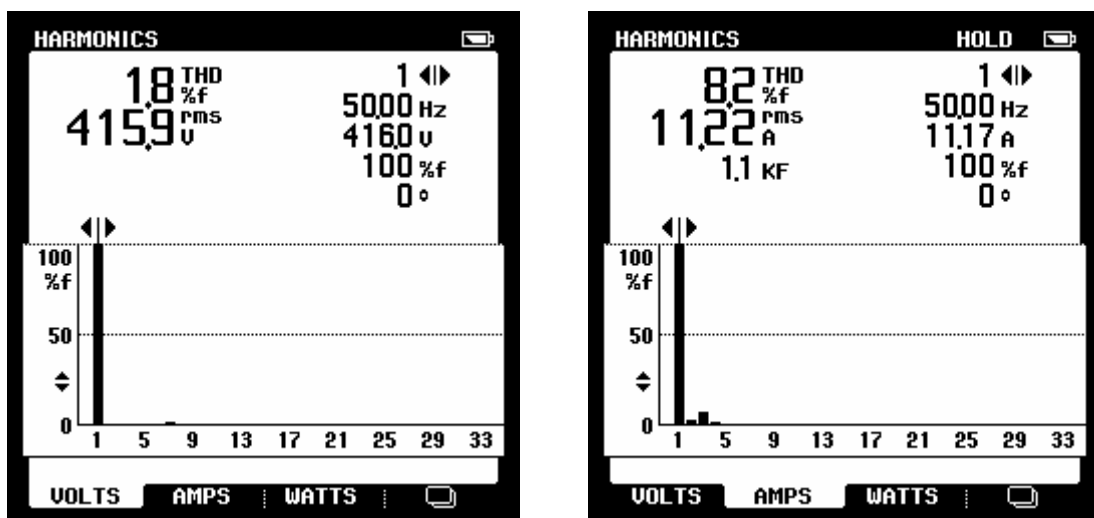 HARMONICS
1.8 THD %f
415.9 rms V
1
50.00 Hz
416.0 V
100 %f
0 °
100
%f
50
0
1 5 9 13 17 21 25 29 33
VOLTS AMPS WATTS
HARMONICS HOLD
8.2 THD %f
11.22 rms A
1.1 KF
1
50.00 Hz
11.17 A
100 %f
0 °
100
%f
50
0
1 5 9 13 17 21 25 29 33
VOLTS AMPS WATTS